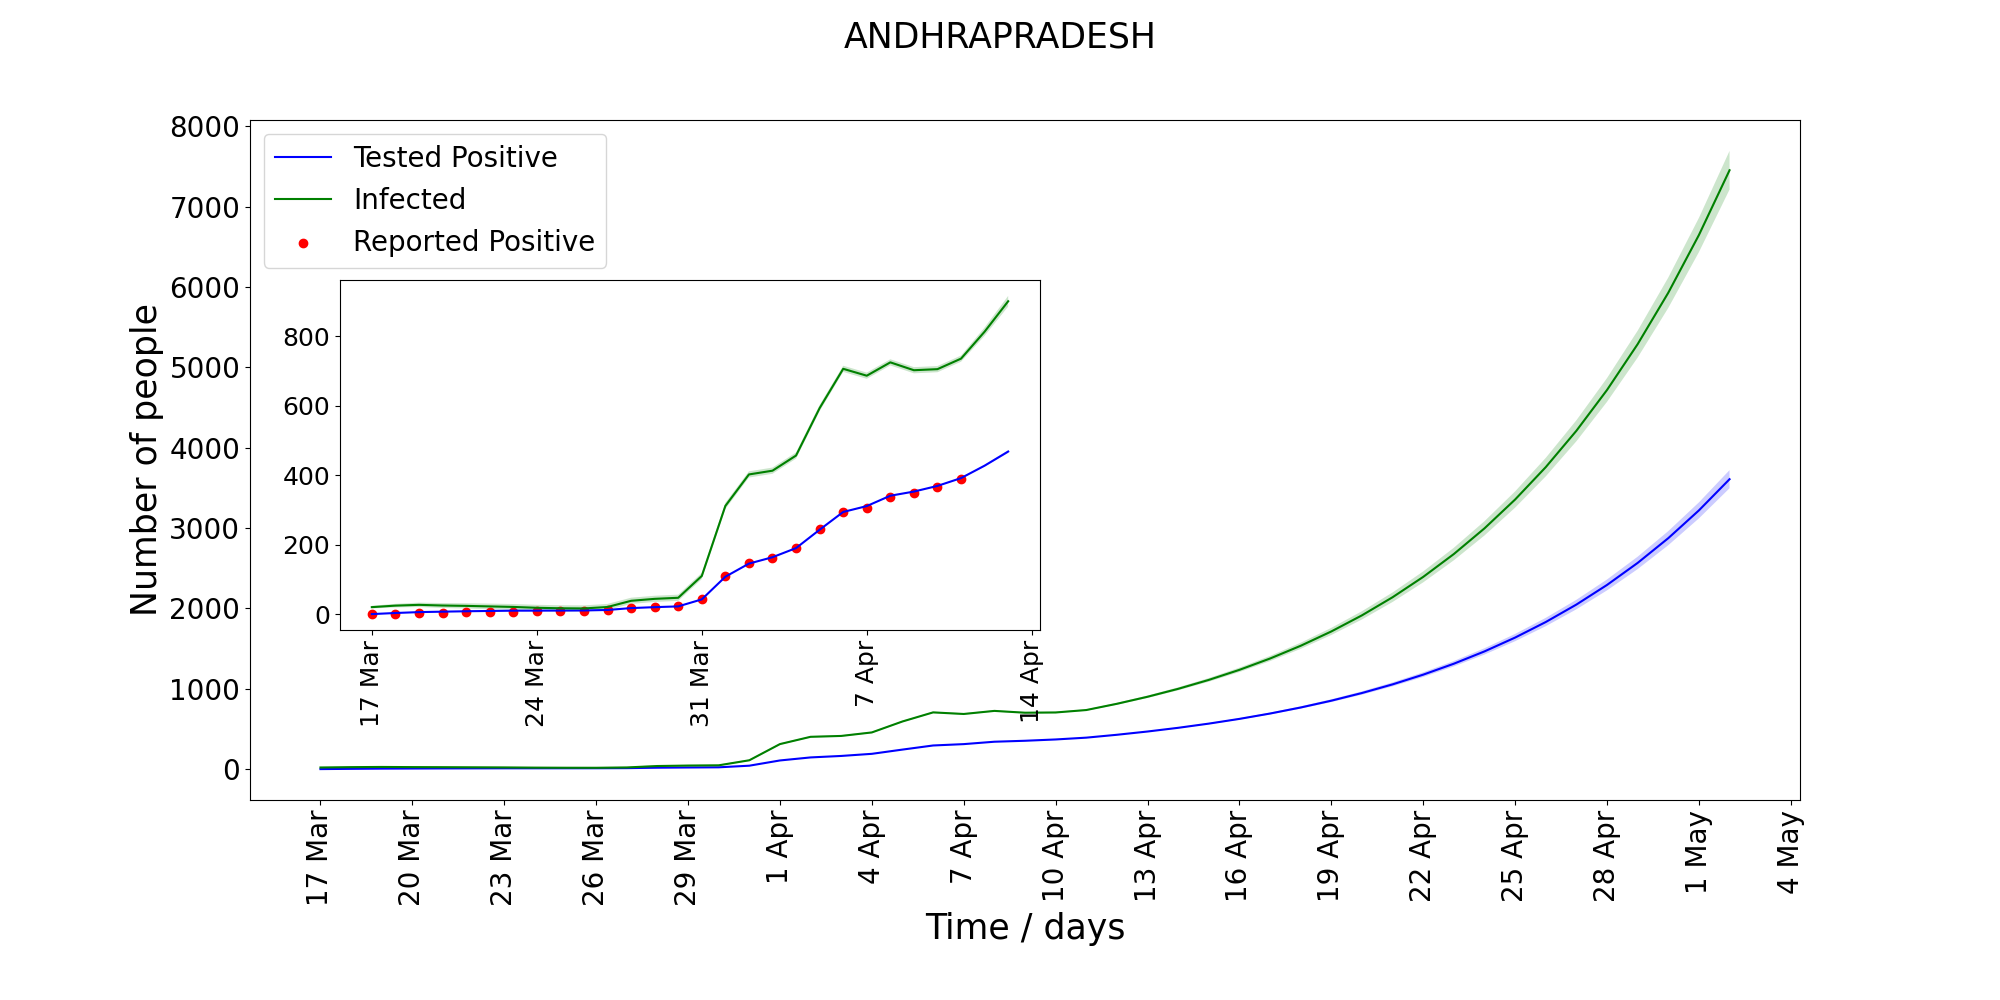 ANDHRAPRADESH
8000
7000
6000
5000
4000
3000
2000
1000
0
Number of people
Tested Positive
Infected
Reported Positive
800
600
400
200
0
17 Mar
24 Mar
31 Mar
7 Apr
14 Apr
17 Mar
20 Mar
23 Mar
26 Mar
29 Mar
1 Apr
4 Apr
7 Apr
10 Apr
13 Apr
16 Apr
19 Apr
22 Apr
25 Apr
28 Apr
1 May
4 May
Time / days